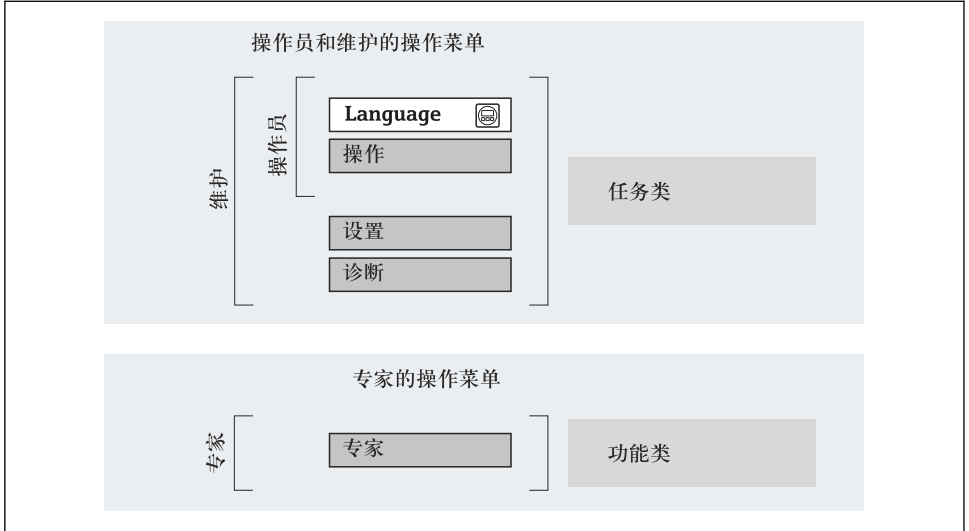 操作员和维护的操作菜单
维护
操作员
Language
操作
设置
诊断
任务类
专家的操作菜单
专家
专家
功能类